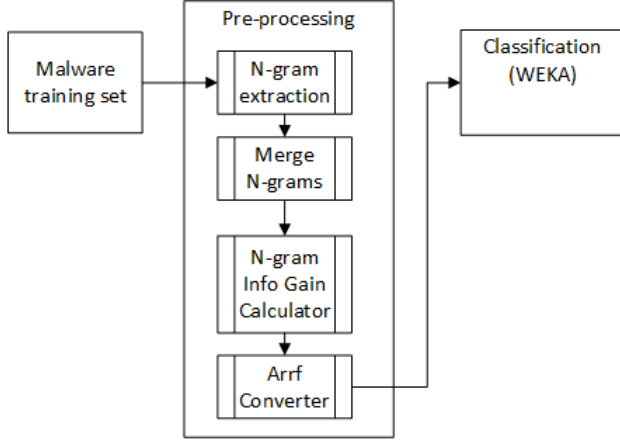 Pre-processing
Malware
training set
N-gram
extraction
Merge
N-grams
N-gram
Info Gain
Calculator
Arrf
Converter
Classification
(WEKA)